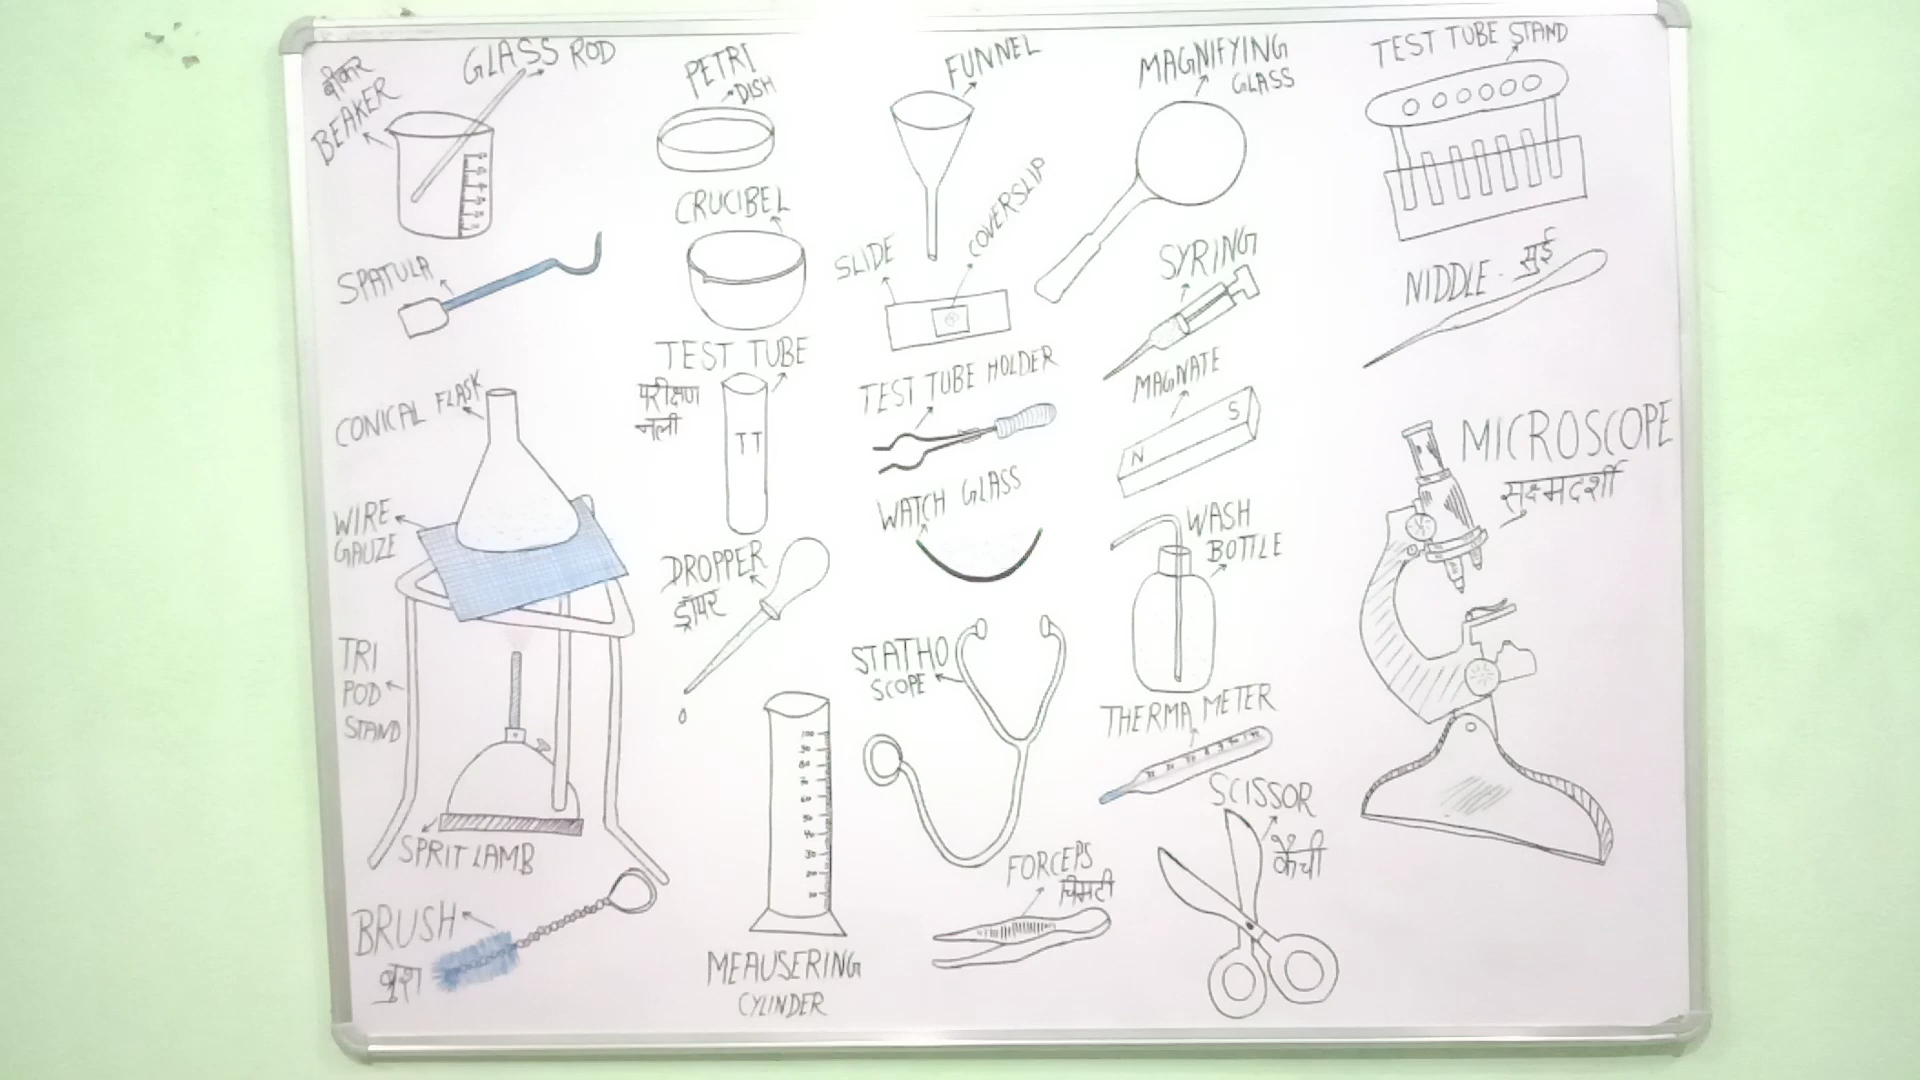 बीकर
BEAKER
GLASS ROD
PETRI
DISH
FUNNEL
MAGNIFYING
GLASS
TEST TUBE STAND
SPATULA
CRUCIBEL
SLIDE
COVERSLIP
SYRING
NIDDLE - सुई
CONICAL FLASK
TEST TUBE
परीक्षण
नली
TT
TEST TUBE HOLDER
MAGNATE
N
S
MICROSCOPE
सुक्ष्मदर्शी
WIRE
GAUZE
DROPPER
ड्रॉपर
WATCH GLASS
WASH
BOTTLE
TRI
POD
STAND
STATHO
SCOPE
THERMA METER
SPRIT LAMB
MEAUSERING
CYLINDER
FORCEPS
चिमटी
SCISSOR
कैंची
BRUSH
ब्रुश